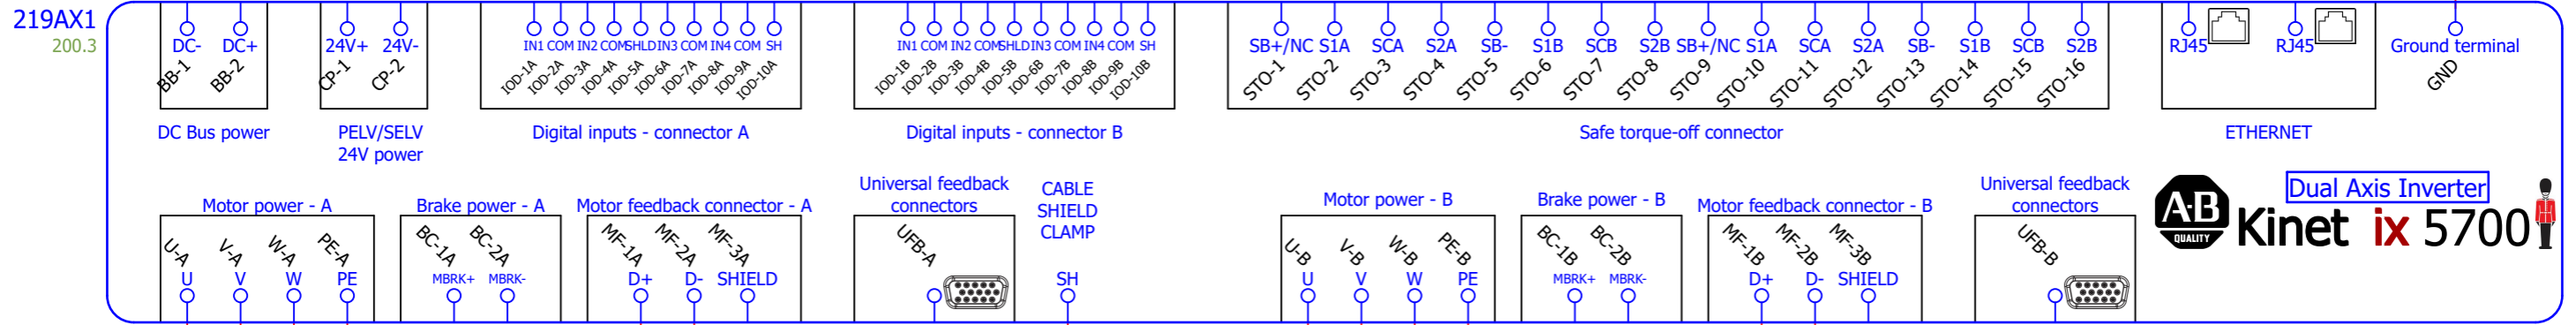 219AX1
200.3
DC- DC+
BB-1 BB-2
DC Bus power
24V+ 24V-
CP-1 CP-2
PELV/SELV
24V power
IN1 COM IN2 COM SHLD IN3 COM IN4 COM SH
IOD-1A IOD-2A IOD-3A IOD-4A IOD-5A IOD-6A IOD-7A IOD-8A IOD-9A IOD-10A
Digital inputs - connector A
IN1 COM IN2 COM SHLD IN3 COM IN4 COM SH
IOD-1B IOD-2B IOD-3B IOD-4B IOD-5B IOD-6B IOD-7B IOD-8B IOD-9B IOD-10B
Digital inputs - connector B
SB+/NC S1A SCA S2A SB- S1B SCB S2B SB+/NC S1A SCA S2A SB- S1B SCB S2B
STO-1 STO-2 STO-3 STO-4 STO-5 STO-6 STO-7 STO-8 STO-9 STO-10 STO-11 STO-12 STO-13 STO-14 STO-15 STO-16
Safe torque-off connector
RJ45 RJ45
ETHERNET
Ground terminal
GND
Motor power - A
U-A V-A W-A PE-A
U V W PE
Brake power - A
BC-1A BC-2A
MBRK+ MBRK-
Motor feedback connector - A
MF-1A MF-2A MF-3A
D+ D- SHIELD
Universal feedback
connectors
UFB-A
CABLE
SHIELD
CLAMP
SH
Motor power - B
U-B V-B W-B PE-B
U V W PE
Brake power - B
BC-1B BC-2B
MBRK+ MBRK-
Motor feedback connector - B
MF-1B MF-2B MF-3B
D+ D- SHIELD
Universal feedback
connectors
UFB-B
A-B
QUALITY
Dual Axis Inverter
Kinet ix 5700